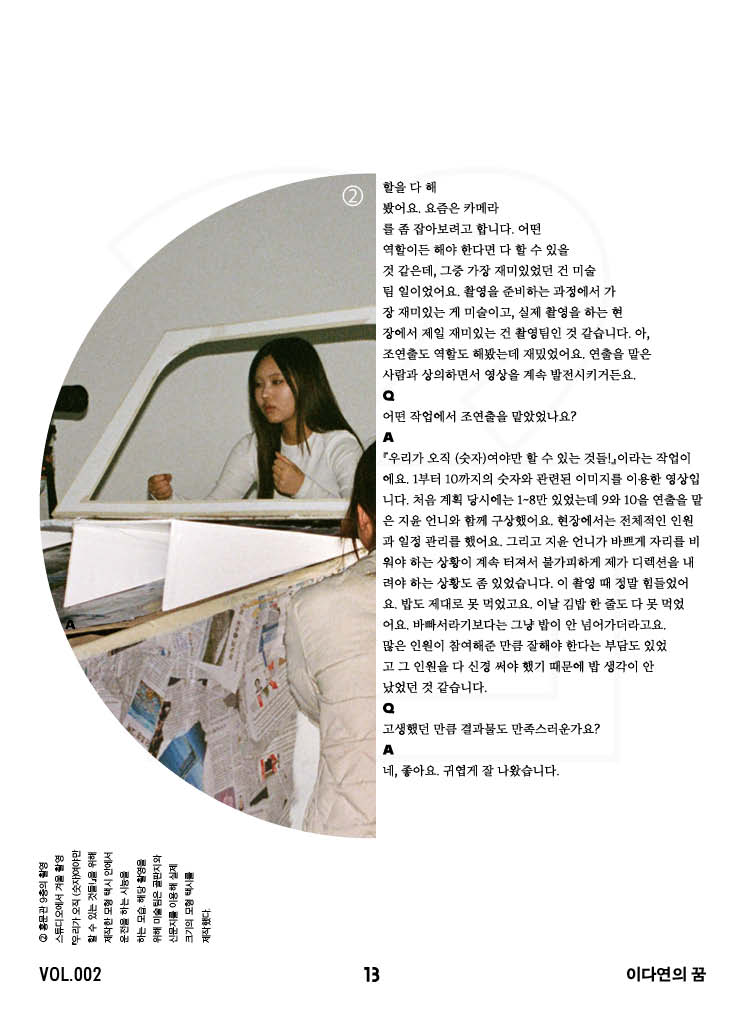 ②
할을 다 해
봤어요. 요즘은 카메라
를 좀 잡아보려고 합니다. 어떤
역할이든 해야 한다면 다 할 수 있을
것 같은데, 그중 가장 재미있었던 건 미술
팀 일이었어요. 촬영을 준비하는 과정에서 가
장 재미있는 게 미술이고, 실제 촬영을 하는 현
장에서 제일 재미있는 건 촬영팀인 것 같습니다. 아,
조연출도 역할도 해봤는데 재밌었어요. 연출을 맡은
사람과 상의하면서 영상을 계속 발전시키거든요.
Q
어떤 작업에서 조연출을 맡았었나요?
A
『우리가 오직 (숫자)여야만 할 수 있는 것들!』이라는 작업이
에요. 1부터 10까지의 숫자와 관련된 이미지를 이용한 영상입
니다. 처음 계획 당시에는 1~8만 있었는데 9와 10을 연출을 맡
은 지윤 언니와 함께 구상했어요. 현장에서는 전체적인 인원
과 일정 관리를 했어요. 그리고 지윤 언니가 바쁘게 자리를 비
워야 하는 상황이 계속 터져서 불가피하게 제가 디렉션을 내
려야 하는 상황도 좀 있었습니다. 이 촬영 때 정말 힘들었어
요. 밥도 제대로 못 먹었고요. 이날 김밥 한 줄도 다 못 먹었
어요. 바빠서라기보다는 그냥 밥이 안 넘어가더라고요.
많은 인원이 참여해준 만큼 잘해야 한다는 부담도 있었
고 그 인원을 다 신경 써야 했기 때문에 밥 생각이 안
났었던 것 같습니다.
Q
고생했던 만큼 결과물도 만족스러운가요?
A
네, 좋아요. 귀엽게 잘 나왔습니다.
A
② 홍문관 9층의 촬영
스튜디오에서 겨울 촬영
『우리가 오직 (숫자)여야만
할 수 있는 것들!』을 위해
제작한 모형 택시 안에서
운전을 하는 시늉을
하는 모습. 해당 촬영을
위해 미술팀은 골판지와
신문지를 이용해 실제
크기의 모형 택시를
제작했다.
VOL.002
13
이다연의 꿈